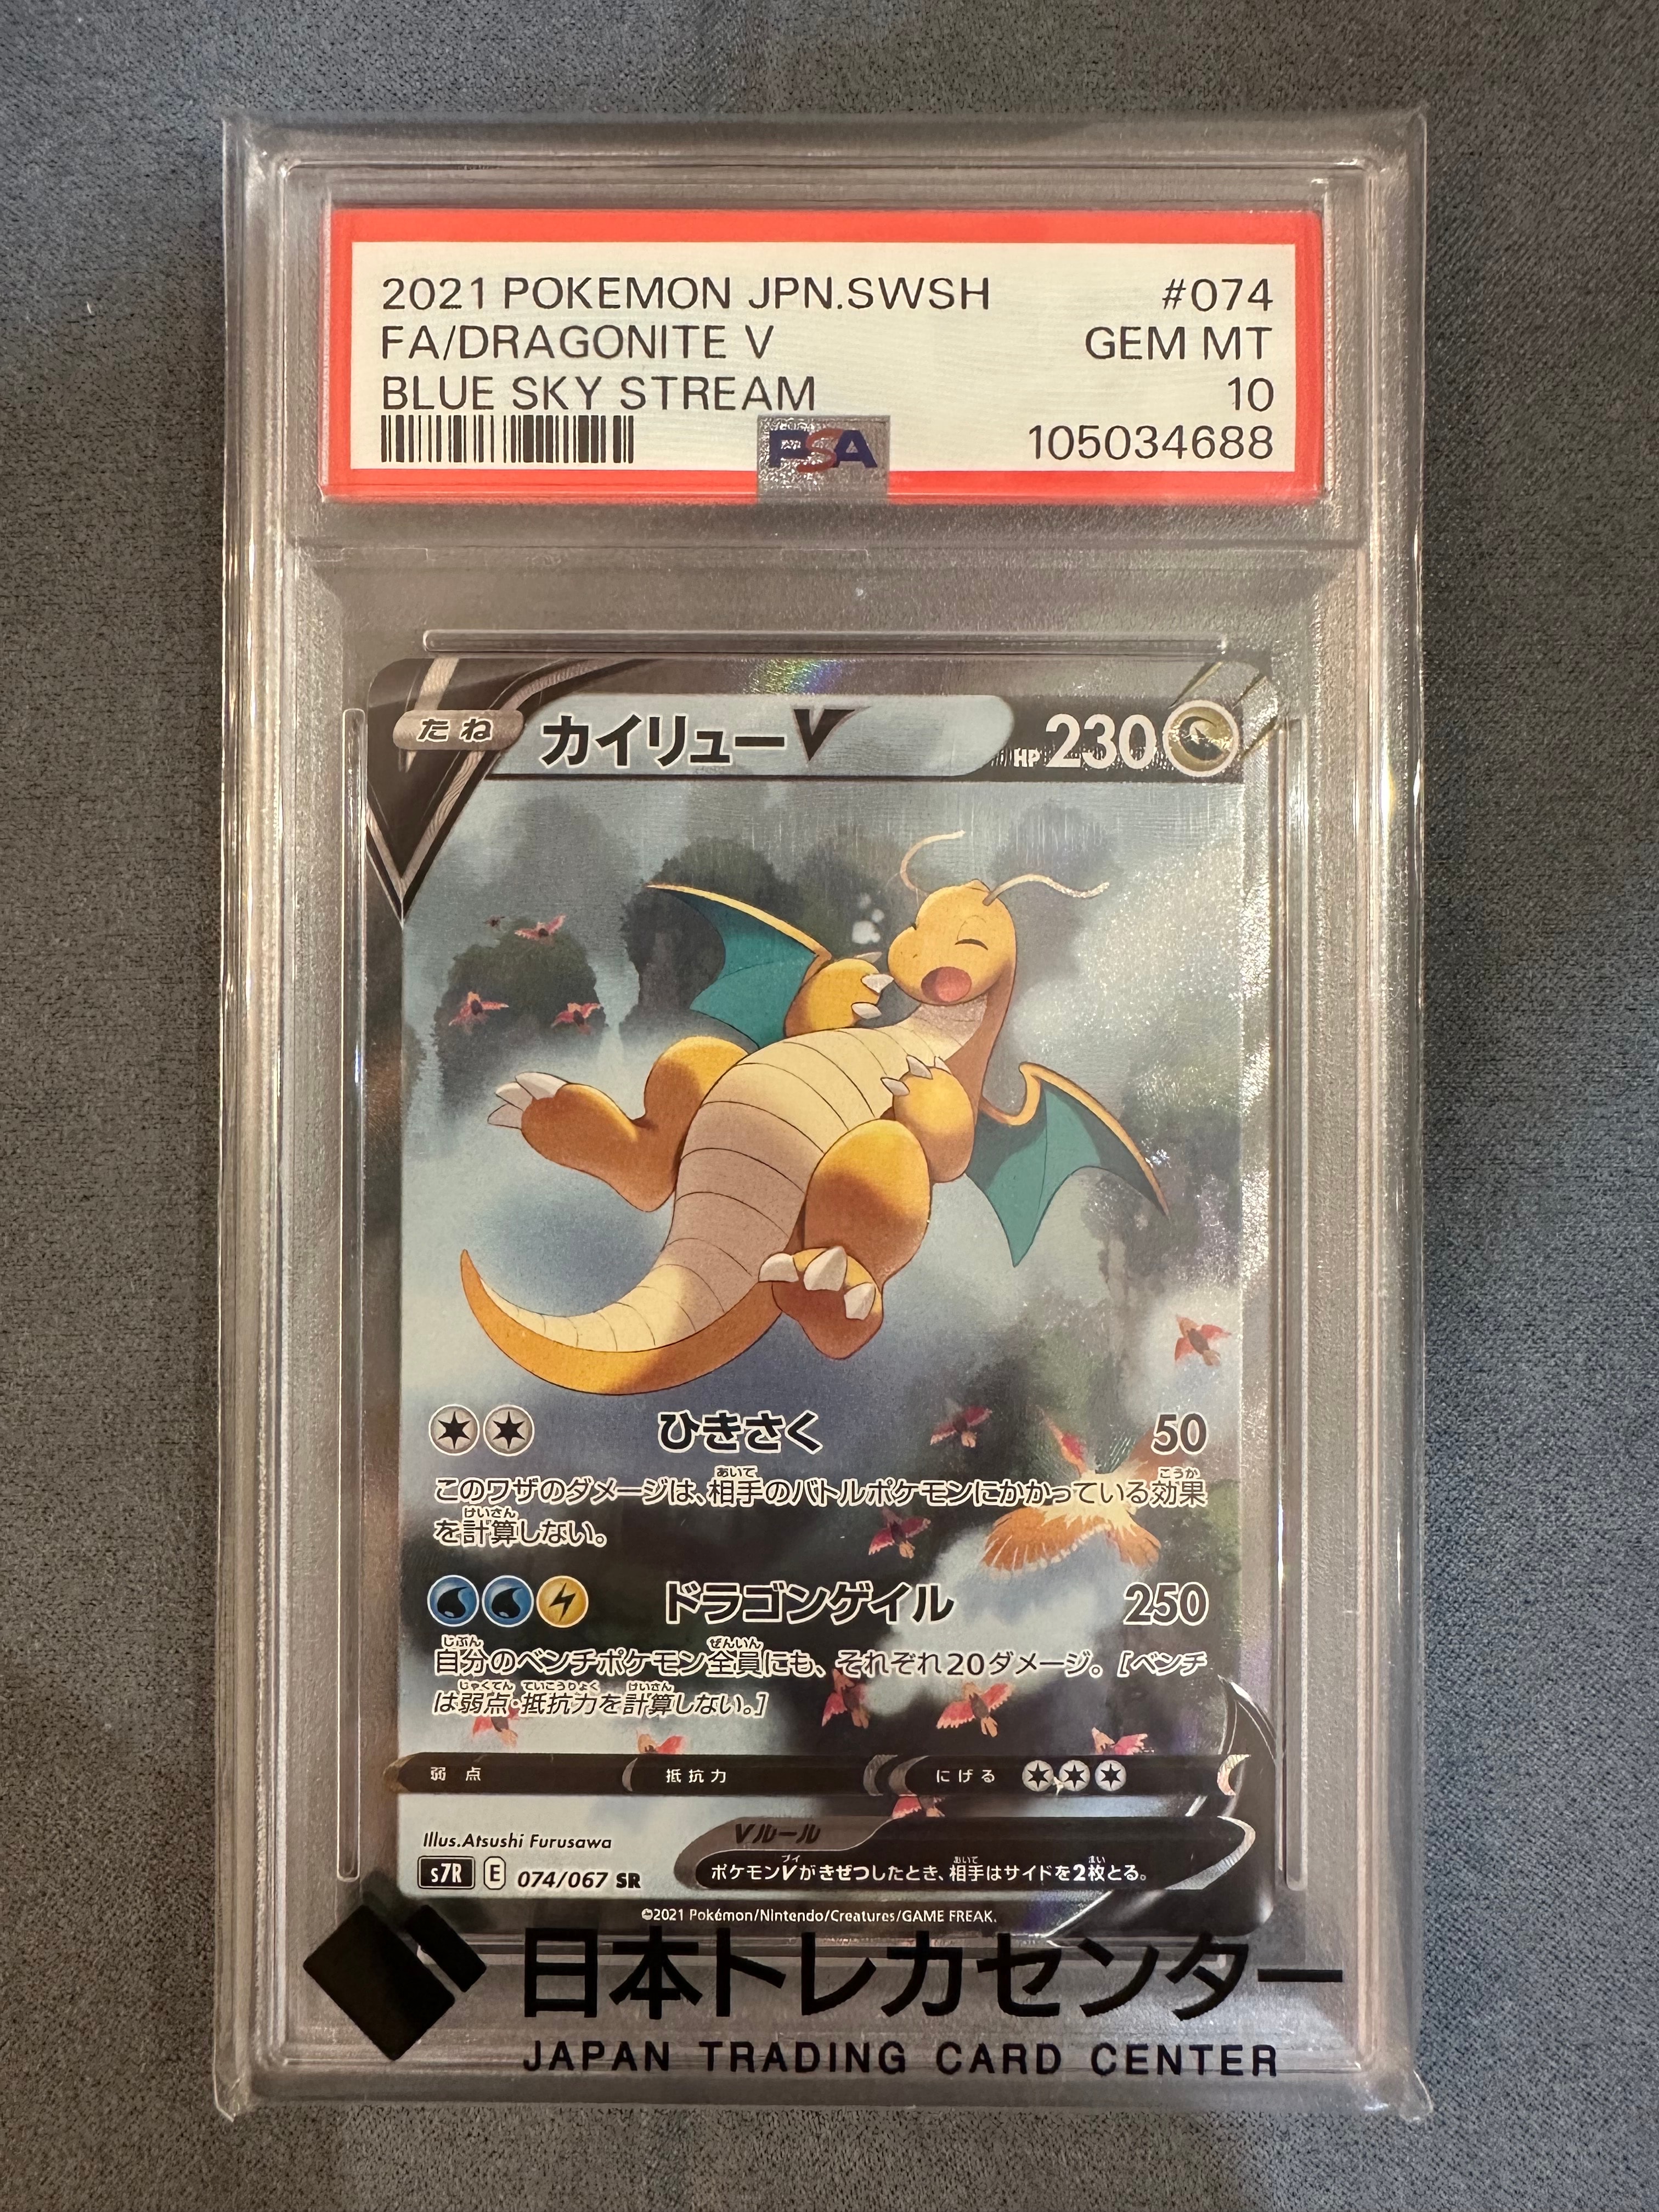 2021 POKEMON JPN.SWSH #074
FA/DRAGONITE V GEM MT
BLUE SKY STREAM 10
PSA 105034688
たね カイリューV HP230
ひきさく 50
このワザのダメージは、相手のバトルポケモンにかかっている効果
を計算しない。
ドラゴンゲイル 250
自分のベンチポケモン全員にも、それぞれ20ダメージ。[ベンチ
は弱点・抵抗力を計算しない。]
弱点 抵抗力 にげる
Illus.Atsushi Furusawa
Vルール
s7R E 074/067 SR
ポケモンVがきぜつしたとき、相手はサイドを2枚とる。
©2021 Pokémon/Nintendo/Creatures/GAME FREAK.
日本トレカセンター
JAPAN TRADING CARD CENTER